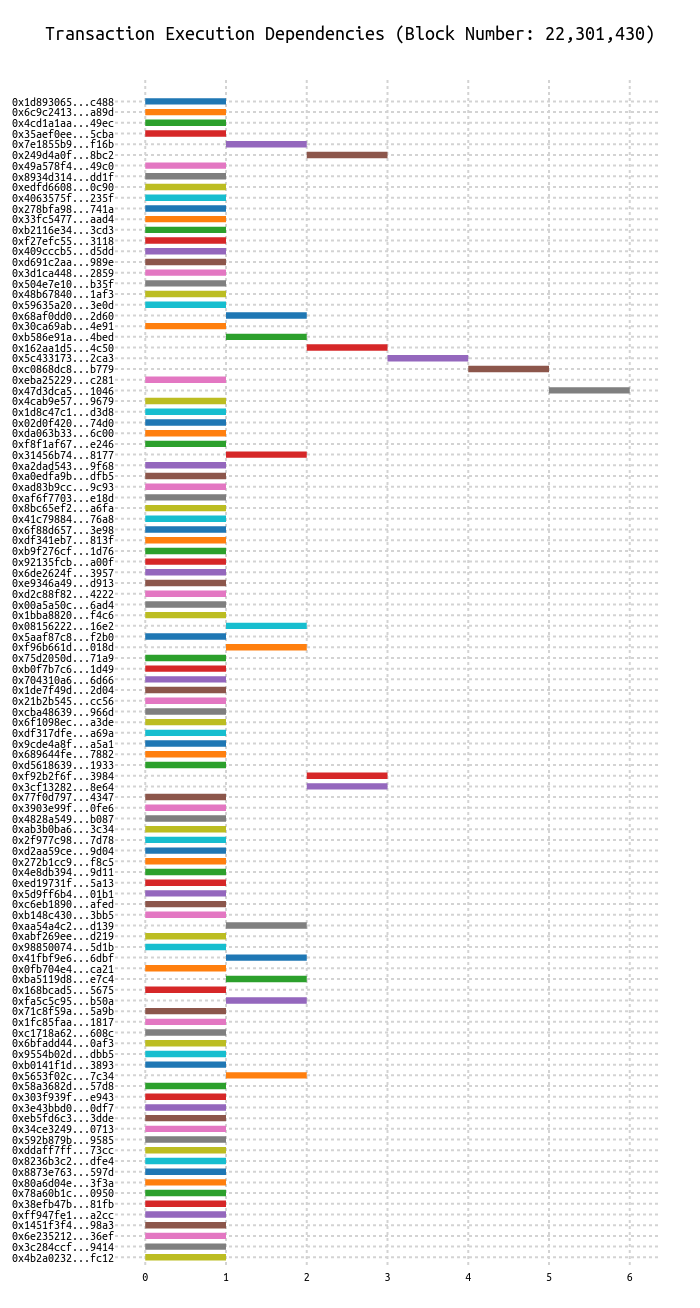 Transaction Execution Dependencies (Block Number: 22,301,430)
0x1d893065...c488
0x6c9c2413...a89d
0x4cd1a1aa...49ec
0x35aef0ee...5cba
0x7e1855b9...f16b
0x249d4a0f...8bc2
0x49a578f4...49c0
0x8934d314...dd1f
0xedfd6608...0c90
0x4063575f...235f
0x278bfa98...741a
0x33fc5477...aad4
0xb2116e34...3cd3
0xf27efc55...3118
0x409cccb5...d5dd
0xd691c2aa...989e
0x3d1ca448...2859
0x504e7e10...b35f
0x48b67840...1af3
0x59635a20...3e0d
0x68af0dd0...2d60
0x30ca69ab...4e91
0xb586e91a...4bed
0x162aa1d5...4c50
0x5c433173...2ca3
0xc0868dc8...b779
0xeba25229...c281
0x47d3dca5...1046
0x4cab9e57...9679
0x1d8c47c1...d3d8
0x02d0f420...74d0
0xda063b33...6c00
0xf8f1af67...e246
0x31456b74...8177
0xa2dad543...9f68
0xa0edfa9b...dfb5
0xad83b9cc...9c93
0xaf6f7703...e18d
0x8bc65ef2...a6fa
0x41c79884...76a8
0x6f88d657...3e98
0xdf341eb7...813f
0xb9f276cf...1d76
0x92135fcb...a00f
0x6de2624f...3957
0xe9346a49...d913
0xd2c88f82...4222
0x00a5a50c...6ad4
0x1bba8820...f4c6
0x08156222...16e2
0x5aaf87c8...f2b0
0xf96b661d...018d
0x75d2050d...71a9
0xb0f7b7c6...1d49
0x704310a6...6d66
0x1de7f49d...2d04
0x21b2b545...cc56
0xcba48639...966d
0x6f1098ec...a3de
0xdf317dfe...a69a
0x9cde4a8f...a5a1
0x689644fe...7882
0xd5618639...1933
0xf92b2f6f...3984
0x3cf13282...8e64
0x77f0d797...4347
0x3903e99f...0fe6
0x4828a549...b087
0xab3b0ba6...3c34
0x2f977c98...7d78
0xd2aa59ce...9d04
0x272b1cc9...f8c5
0x4e8db394...9d11
0xed19731f...5a13
0x5d9ff6b4...01b1
0xc6eb1890...afed
0xb148c430...3bb5
0xaa54a4c2...d139
0xabf269ee...d219
0x98850074...5d1b
0x41fbf9e6...6dbf
0x0fb704e4...ca21
0xba5119d8...e7c4
0x168bcad5...5675
0xfa5c5c95...b50a
0x71c8f59a...5a9b
0x1fc85faa...1817
0xc1718a62...608c
0x6bfadd44...0af3
0x9554b02d...dbb5
0xb0141f1d...3893
0x5653f02c...7c34
0x58a3682d...57d8
0x303f939f...e943
0x3e43bbd0...0df7
0xeb5fd6c3...3dde
0x34ce3249...0713
0x592b879b...9585
0xddaff7ff...73cc
0x8236b3c2...dfe4
0x8873e763...597d
0x80a6d04e...3f3a
0x78a60b1c...0950
0x38efb47b...81fb
0xff947fe1...a2cc
0x1451f3f4...98a3
0x6e235212...36ef
0x3c284ccf...9414
0x4b2a0232...fc12
0 1 2 3 4 5 6